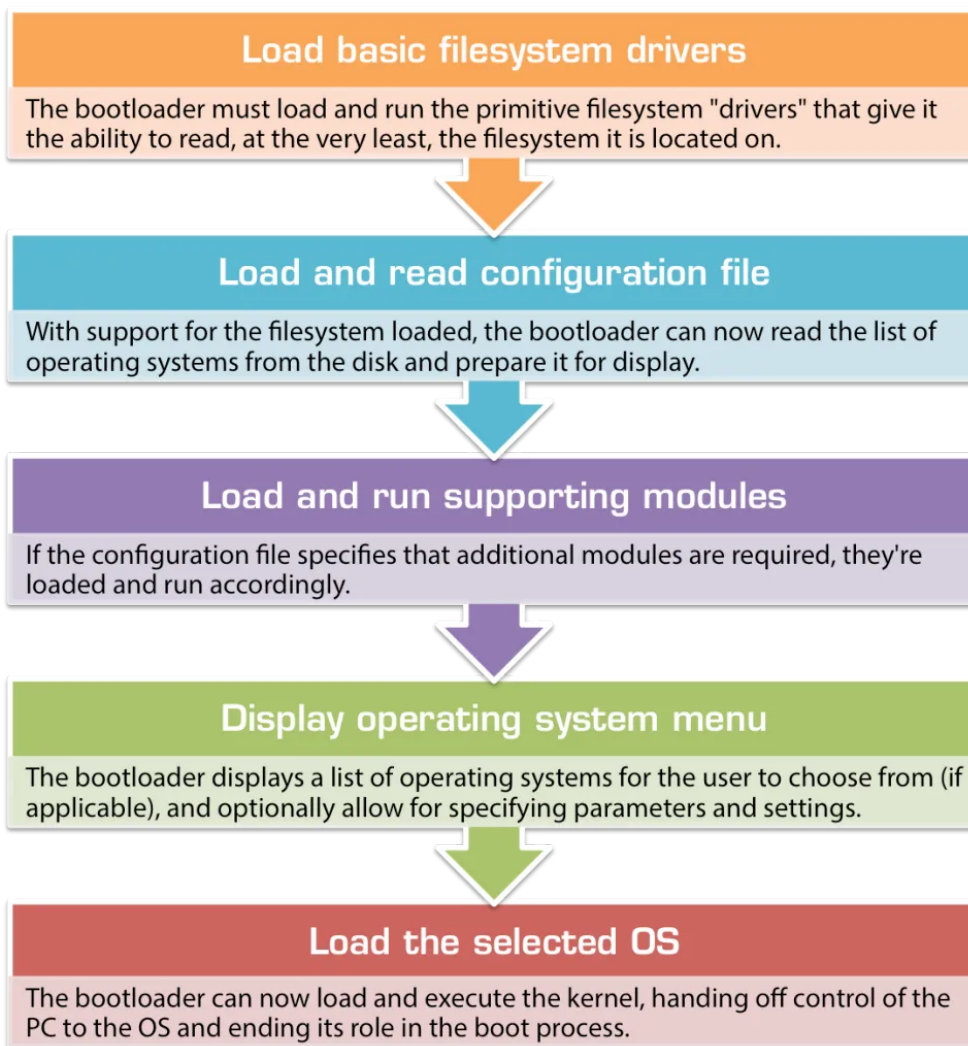 Load basic filesystem drivers
The bootloader must load and run the primitive filesystem "drivers" that give it
the ability to read, at the very least, the filesystem it is located on.
Load and read configuration file
With support for the filesystem loaded, the bootloader can now read the list of
operating systems from the disk and prepare it for display.
Load and run supporting modules
If the configuration file specifies that additional modules are required, they're
loaded and run accordingly.
Display operating system menu
The bootloader displays a list of operating systems for the user to choose from (if
applicable), and optionally allow for specifying parameters and settings.
Load the selected OS
The bootloader can now load and execute the kernel, handing off control of the
PC to the OS and ending its role in the boot process.